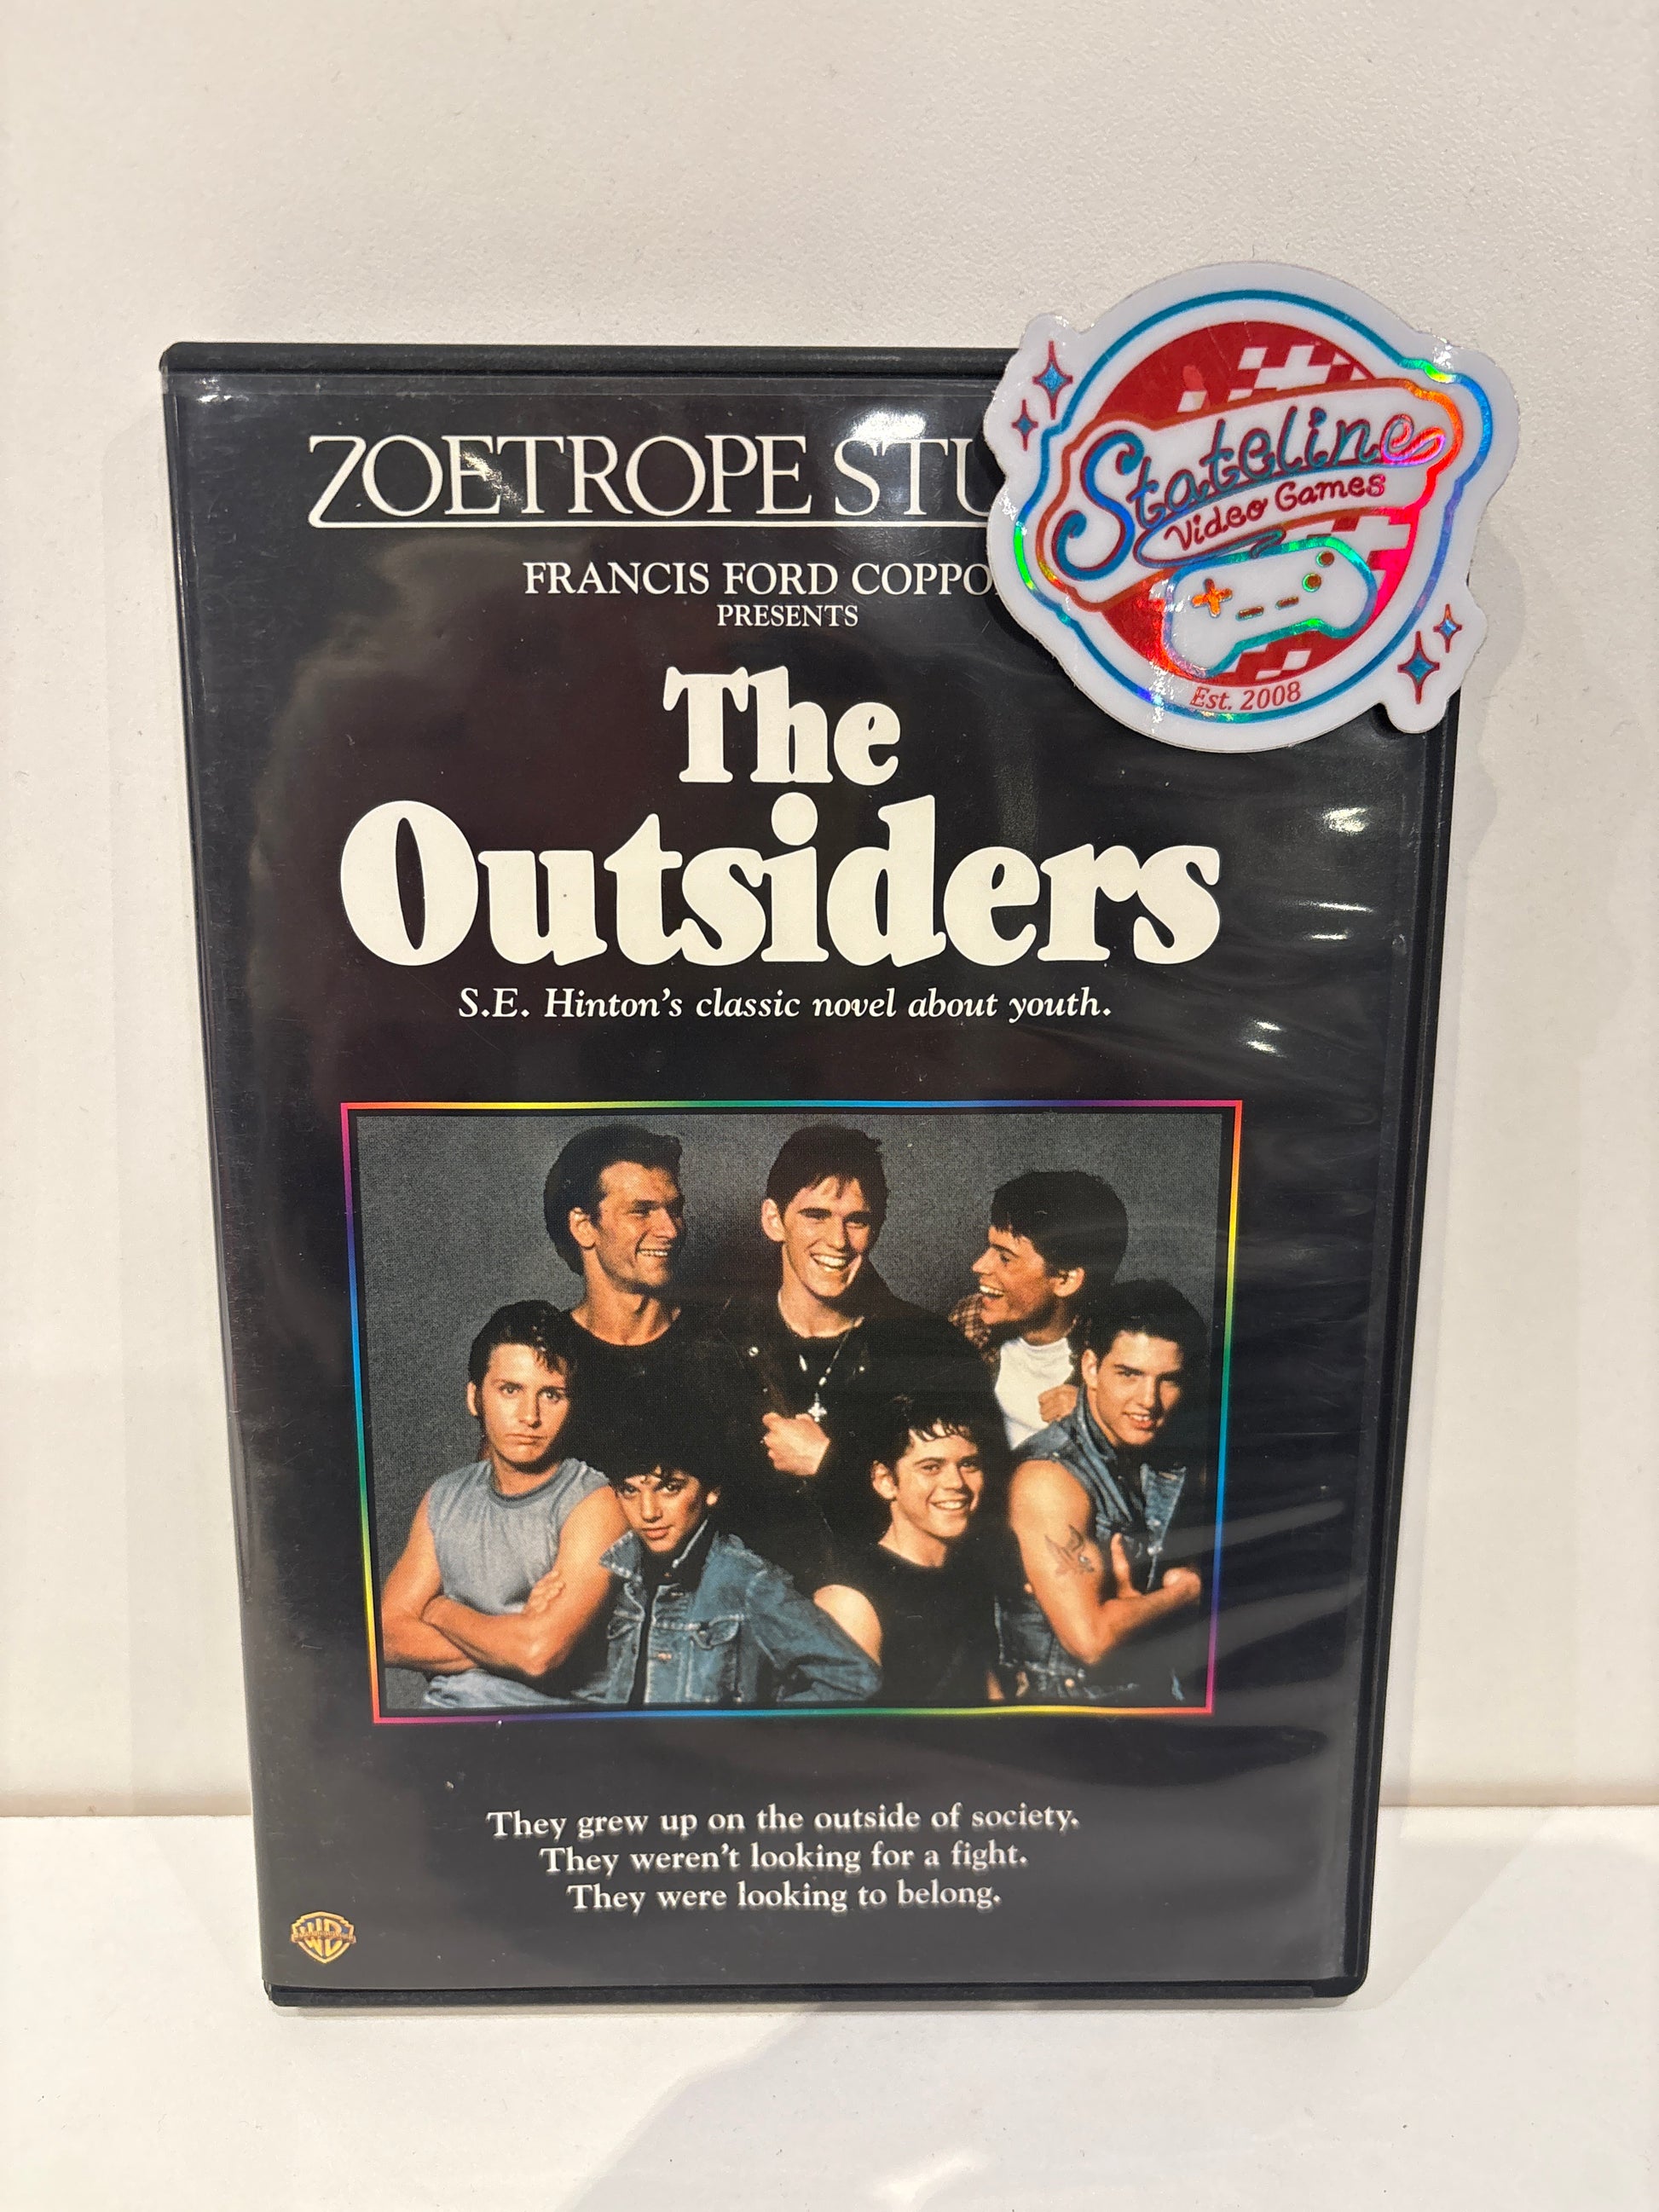 ZOETROPE STU
FRANCIS FORD COPPO
PRESENTS
The
Outsiders
S.E. Hinton's classic novel about youth.
They grew up on the outside of society.
They weren't looking for a fight.
They were looking to belong.
WB
Stateline
Video Games
Est. 2008